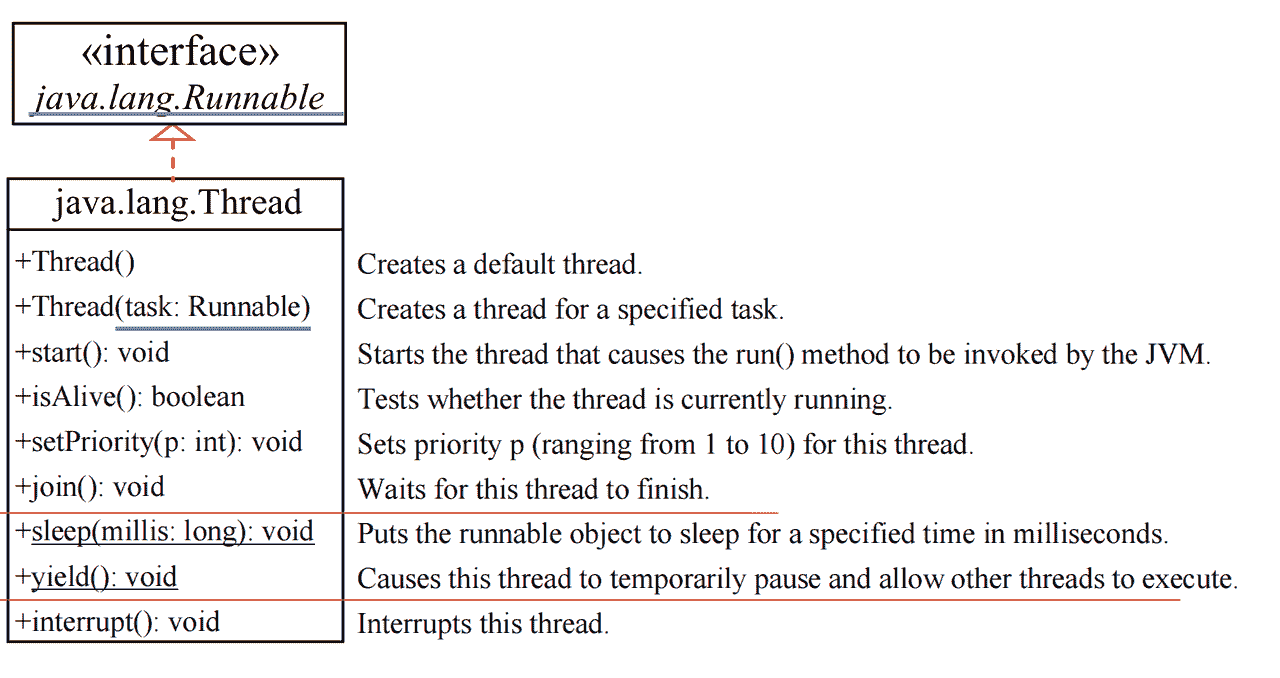 «interface»
java.lang.Runnable
java.lang.Thread
+Thread() Creates a default thread.
+Thread(task: Runnable) Creates a thread for a specified task.
+start(): void Starts the thread that causes the run() method to be invoked by the JVM.
+isAlive(): boolean Tests whether the thread is currently running.
+setPriority(p: int): void Sets priority p (ranging from 1 to 10) for this thread.
+join(): void Waits for this thread to finish.
+sleep(millis: long): void Puts the runnable object to sleep for a specified time in milliseconds.
+yield(): void Causes this thread to temporarily pause and allow other threads to execute.
+interrupt(): void Interrupts this thread.